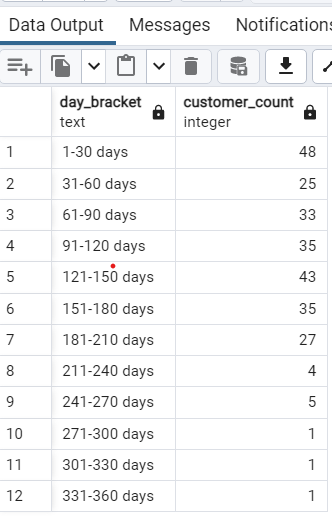 Data Output Messages Notifications
day_bracket customer_count
text integer
1 1-30 days 48
2 31-60 days 25
3 61-90 days 33
4 91-120 days 35
5 121-150 days 43
6 151-180 days 35
7 181-210 days 27
8 211-240 days 4
9 241-270 days 5
10 271-300 days 1
11 301-330 days 1
12 331-360 days 1